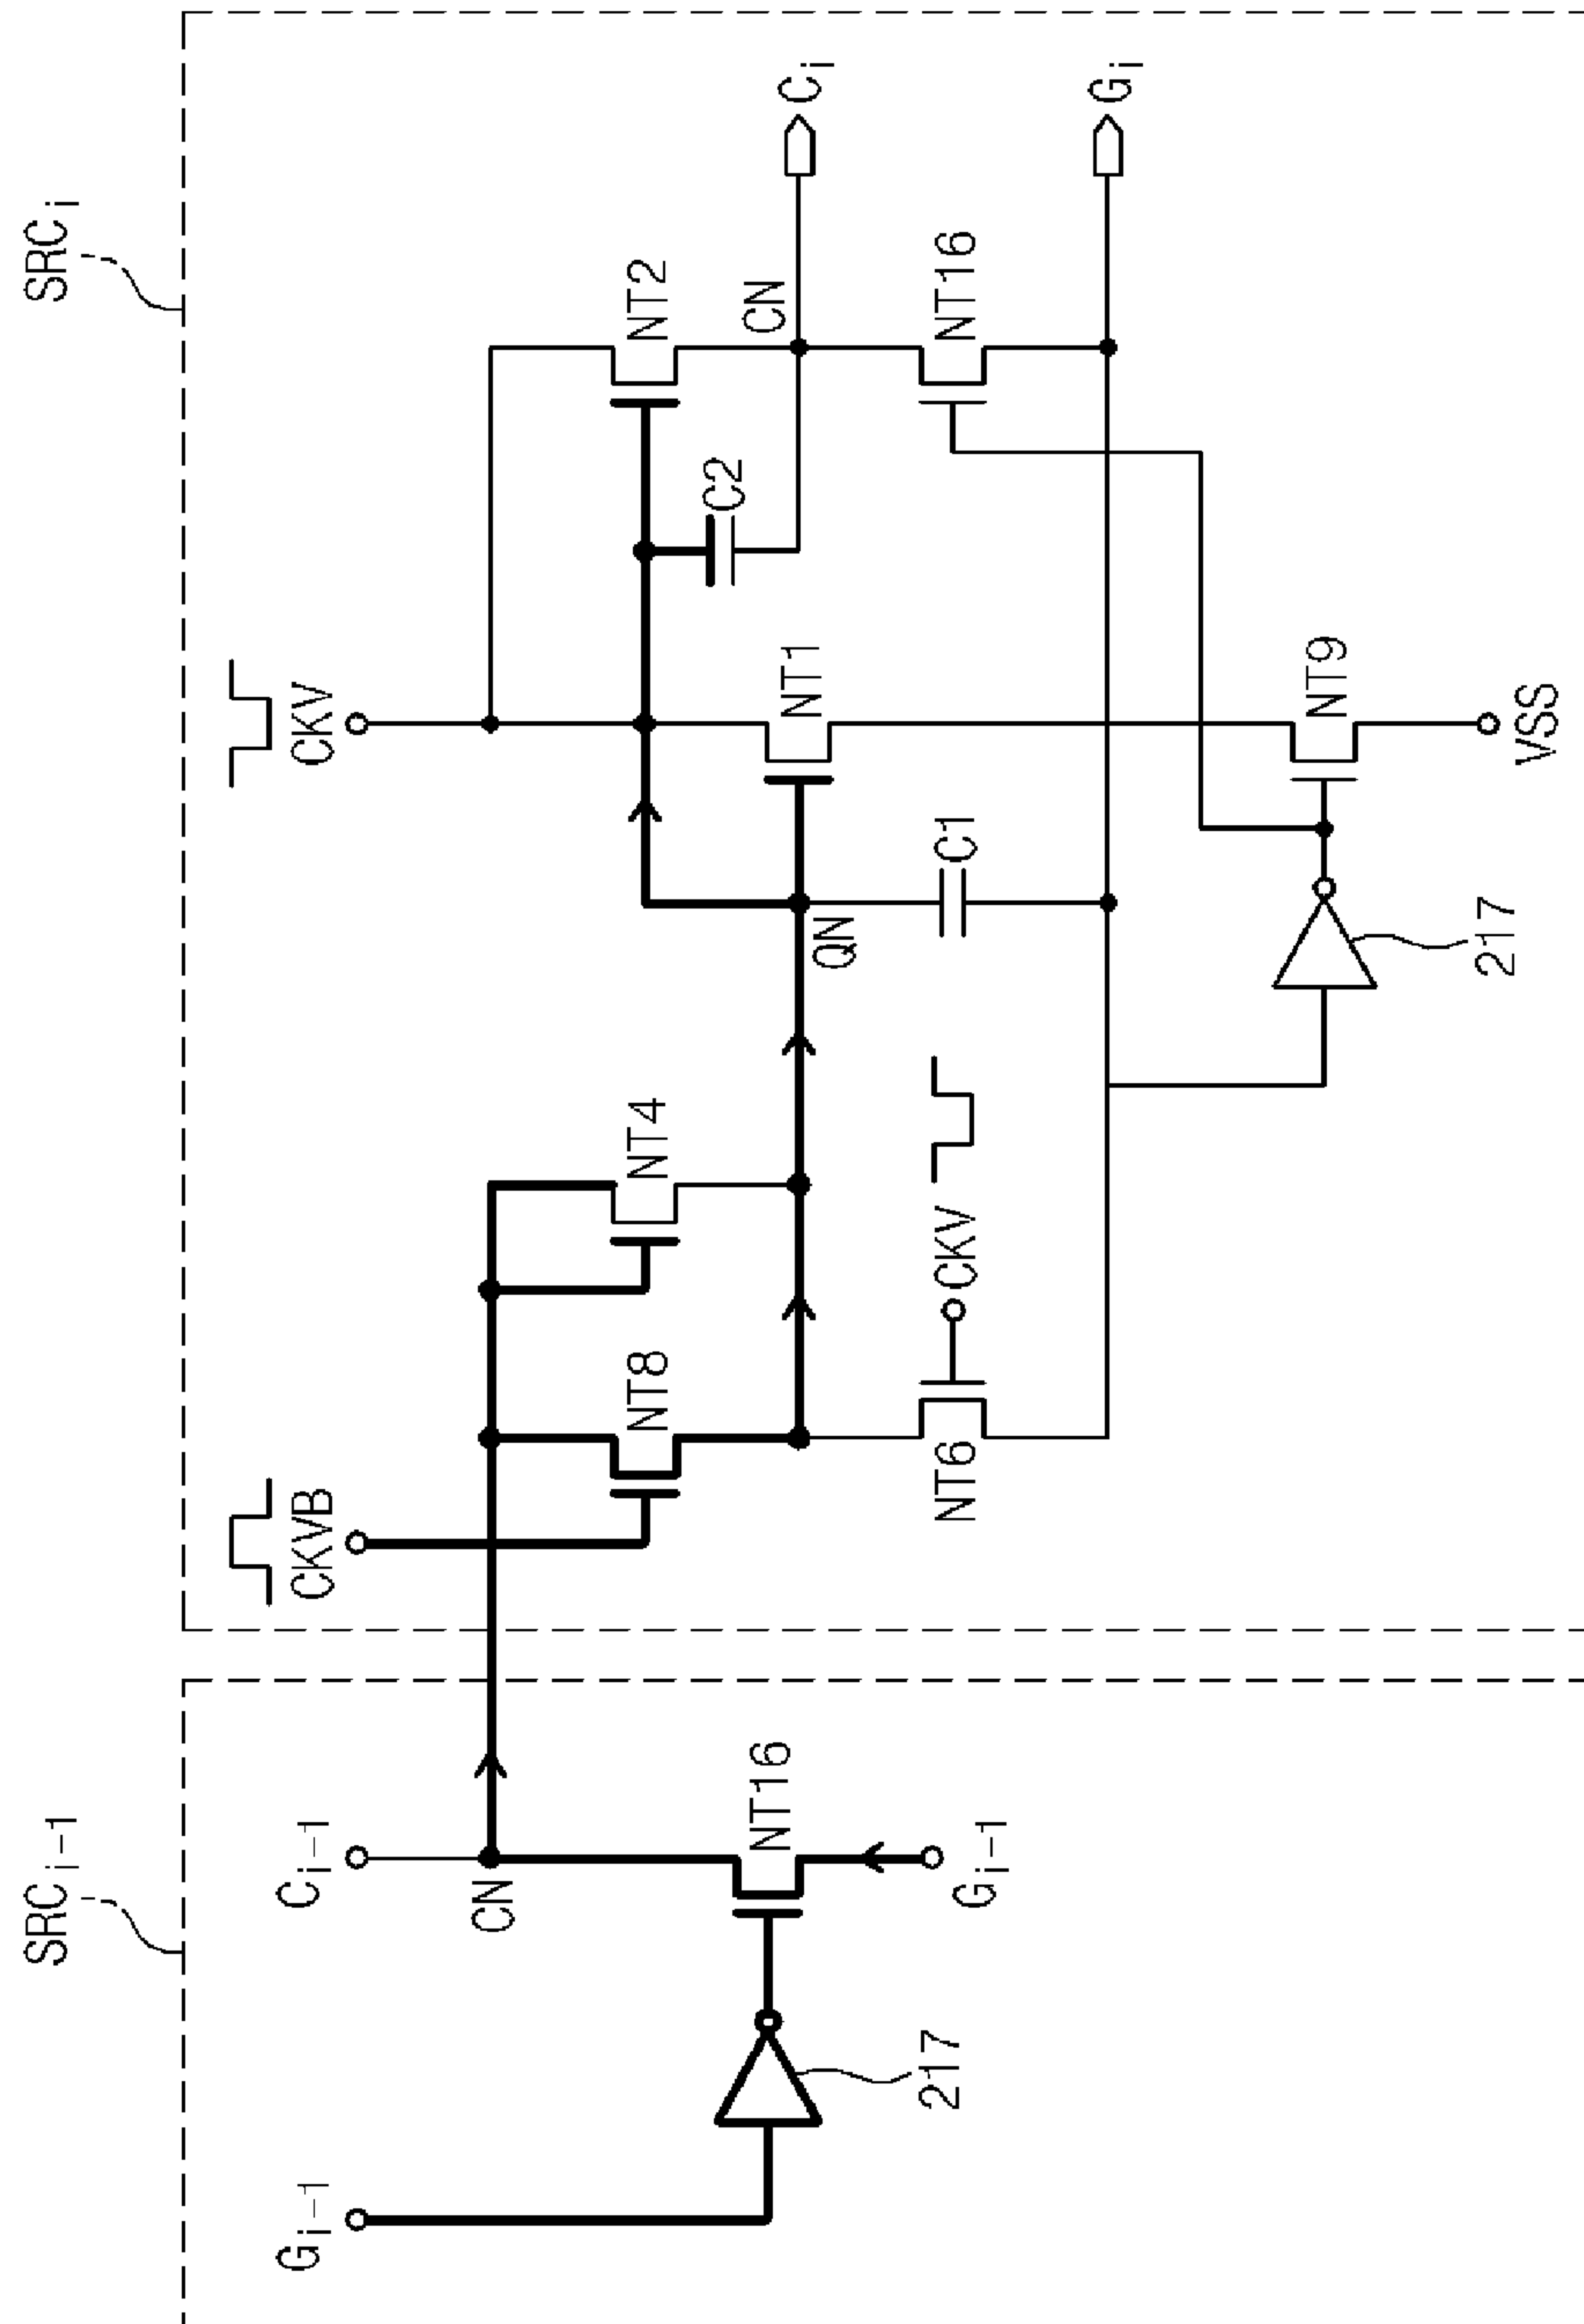 SRCi-1
SRCi
Gi-1
Ci-1
CKVB
CKV
CN
NT8
NT4
NT2
C2
CN
Ci
217
NT16
QN
NT1
Gi-1
NT6
CKV
C1
NT16
Gi
217
NT9
VSS